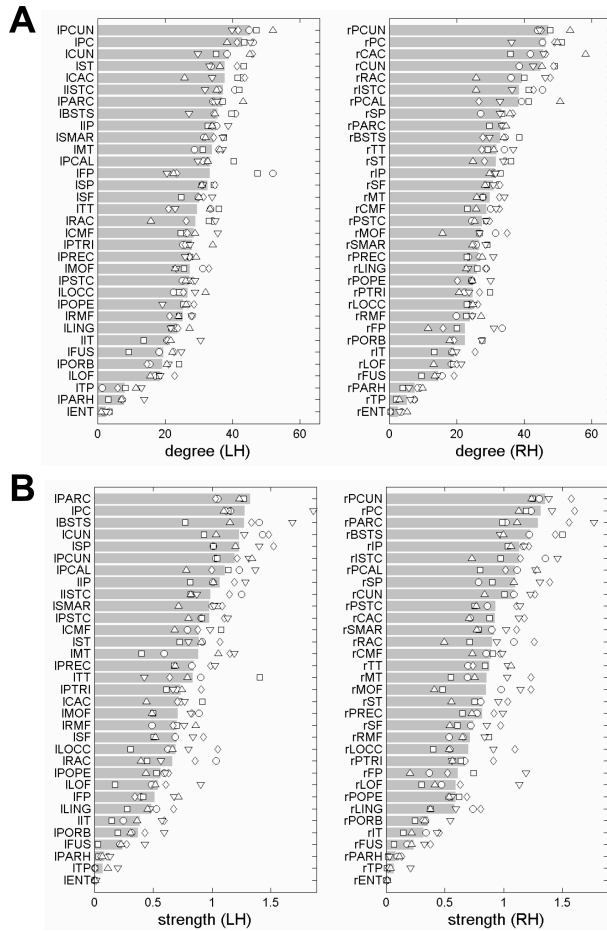 A
lPCUN
lPC
lCUN
lST
lCAC
lISTC
lPARC
lBSTS
lIP
lSMAR
lMT
lPCAL
lFP
lSP
lSF
lTT
lRAC
lCMF
lPTRI
lPREC
lMOF
lPSTC
lLOCC
lPOPE
lRMF
lLING
lIT
lFUS
lPORB
lLOF
lTP
lPARH
lENT
0 20 40 60
degree (LH)
rPCUN
rPC
rCAC
rCUN
rRAC
rISTC
rPCAL
rSP
rPARC
rBSTS
rTT
rST
rIP
rSF
rMT
rCMF
rPSTC
rMOF
rSMAR
rPREC
rLING
rPOPE
rPTRI
rLOCC
rRMF
rFP
rPORB
rIT
rLOF
rFUS
rPARH
rTP
rENT
0 20 40 60
degree (RH)
B
lPARC
lPC
lBSTS
lCUN
lSP
lPCUN
lPCAL
lIP
lISTC
lSMAR
lPSTC
lCMF
lST
lMT
lPREC
lTT
lPTRI
lCAC
lMOF
lRMF
lSF
lLOCC
lRAC
lPOPE
lLOF
lFP
lLING
lIT
lPORB
lFUS
lPARH
lTP
lENT
0 0.5 1 1.5
strength (LH)
rPCUN
rPC
rPARC
rBSTS
rIP
rISTC
rPCAL
rSP
rCUN
rPSTC
rCAC
rSMAR
rRAC
rCMF
rTT
rMT
rMOF
rST
rPREC
rSF
rRMF
rLOCC
rPTRI
rFP
rLOF
rPOPE
rLING
rPORB
rIT
rFUS
rPARH
rTP
rENT
0 0.5 1 1.5
strength (RH)